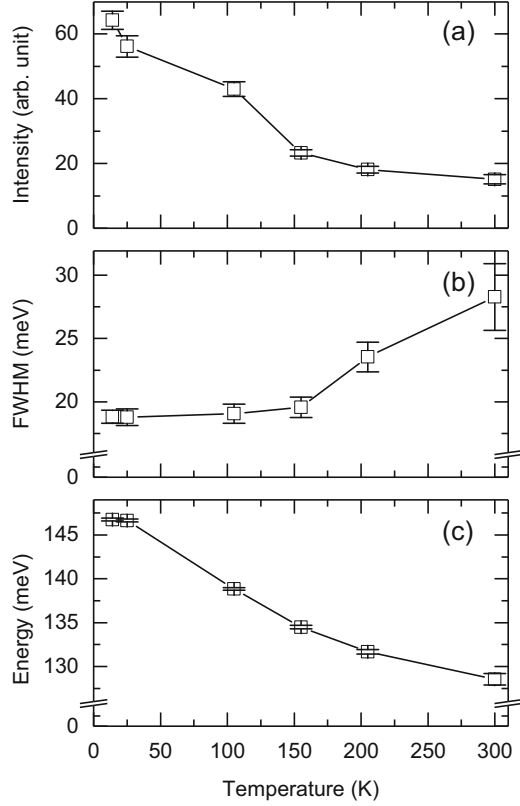 (a)
Intensity (arb. unit)
60
40
20
0
(b)
FWHM (meV)
30
25
20
0
(c)
Energy (meV)
145
140
135
130
0
0 50 100 150 200 250 300
Temperature (K)